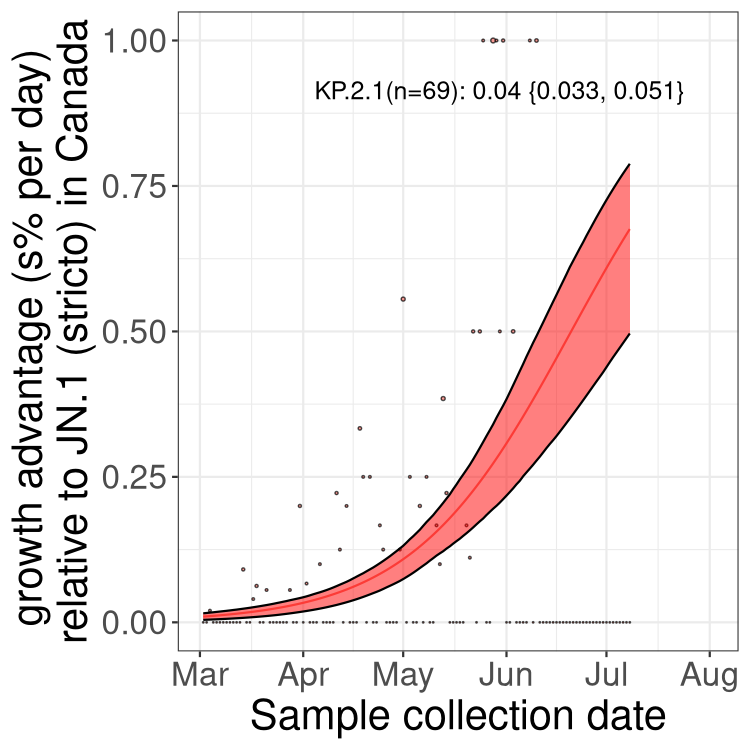 growth advantage (s% per day)
relative to JN.1 (stricto) in Canada
1.00
0.75
0.50
0.25
0.00
KP.2.1(n=69): 0.04 {0.033, 0.051}
Mar Apr May Jun Jul Aug
Sample collection date